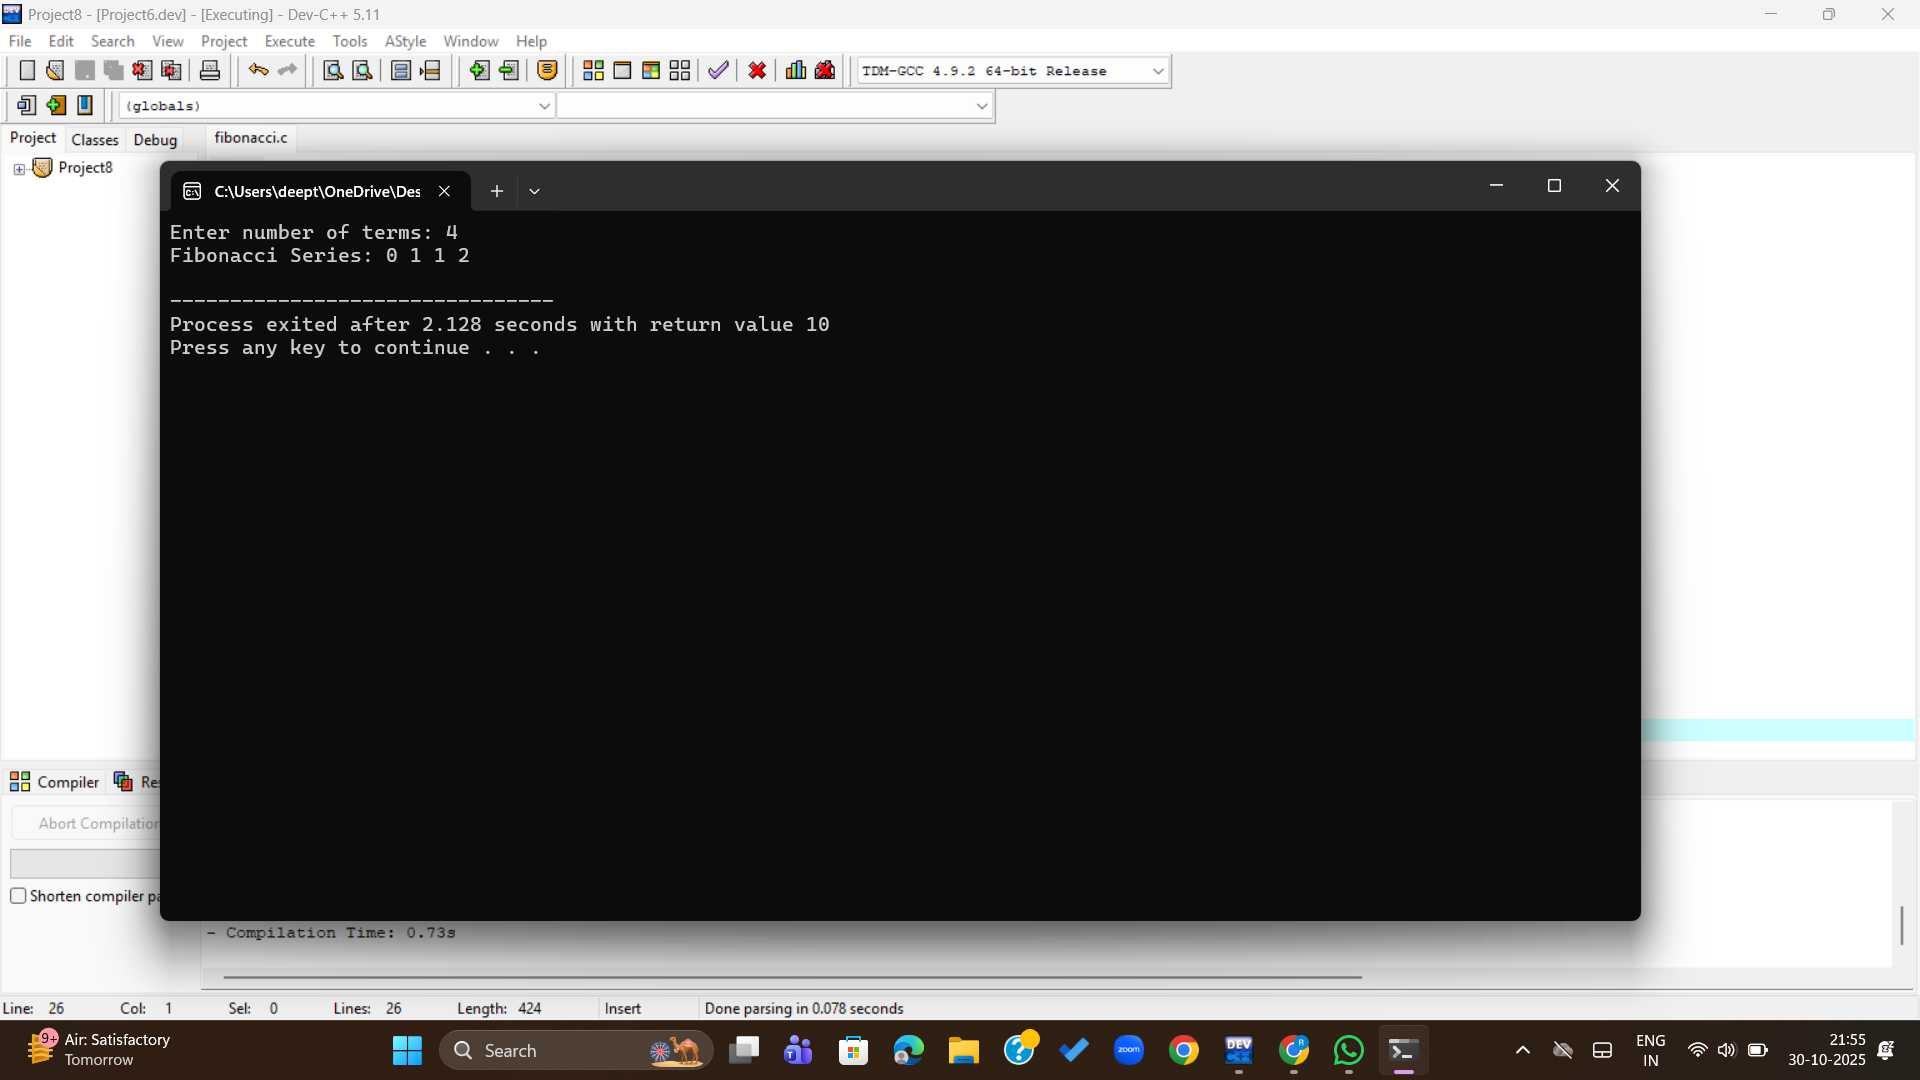 Project8 - [Project6.dev] - [Executing] - Dev-C++ 5.11
File Edit Search View Project Execute Tools AStyle Window Help
TDM-GCC 4.9.2 64-bit Release
(globals)
Project Classes Debug fibonacci.c
Project8
C:\Users\deept\OneDrive\Des
Enter number of terms: 4
Fibonacci Series: 0 1 1 2
--------------------------------
Process exited after 2.128 seconds with return value 10
Press any key to continue . . .
Compiler Res
Abort Compilation
Shorten compiler pa
- Compilation Time: 0.73s
Line: 26 Col: 1 Sel: 0 Lines: 26 Length: 424 Insert Done parsing in 0.078 seconds
9+ Air: Satisfactory
Tomorrow
Search
zoom
DEV
C++
R
ENG
IN
21:55
30-10-2025